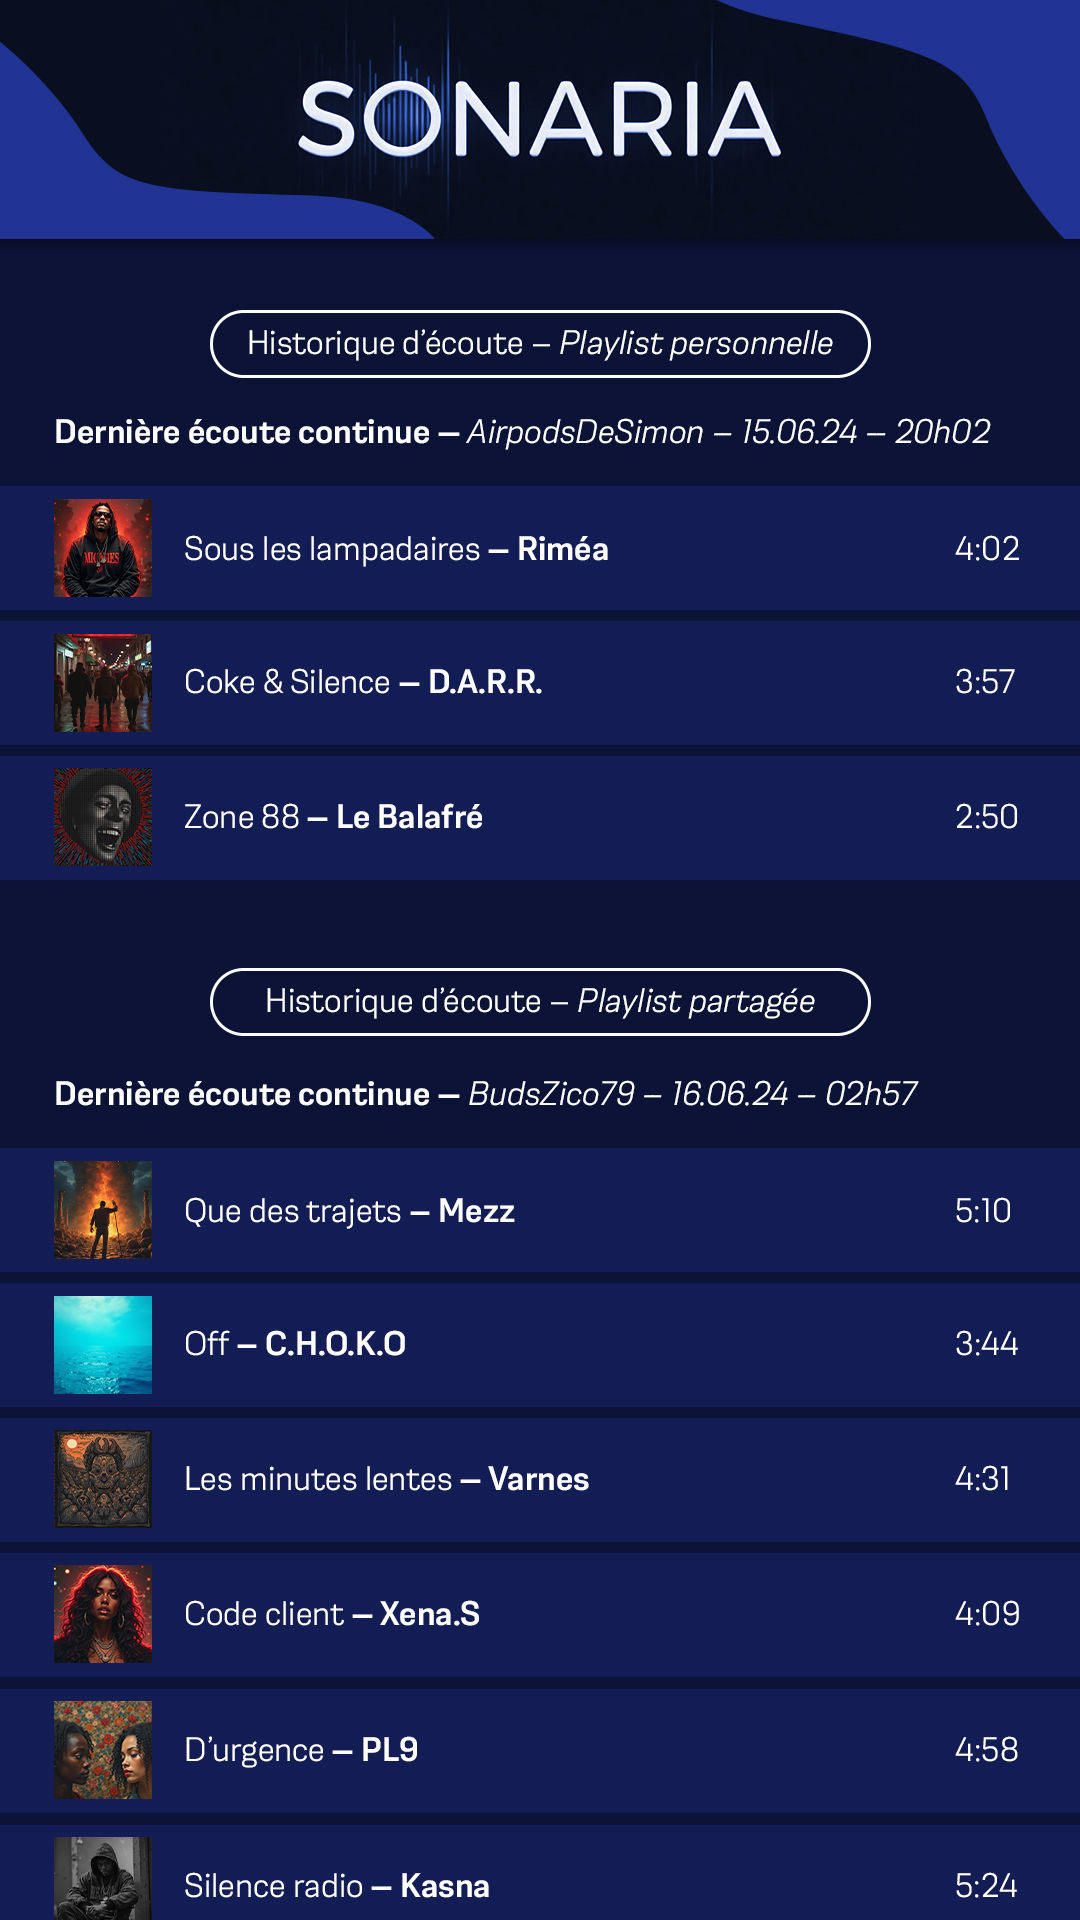 SONARIA
Historique d’écoute – Playlist personnelle
Dernière écoute continue – AirpodsDeSimon – 15.06.24 – 20h02
Sous les lampadaires – Riméa 4:02
Coke & Silence – D.A.R.R. 3:57
Zone 88 – Le Balafré 2:50
Historique d’écoute – Playlist partagée
Dernière écoute continue – BudsZico79 – 16.06.24 – 02h57
Que des trajets – Mezz 5:10
Off – C.H.O.K.O 3:44
Les minutes lentes – Varnes 4:31
Code client – Xena.S 4:09
D’urgence – PL9 4:58
Silence radio – Kasna 5:24